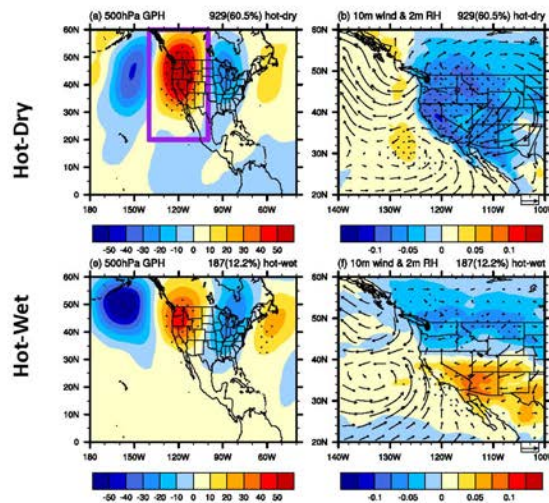 (a) 500hPa GPH 929(60.5%) hot-dry
(b) 10m wind & 2m RH 929(60.5%) hot-dry
Hot-Dry
60N 60N
50N 50N
40N 40N
30N 30N
20N 20N
10N
0
180 150W 120W 90W 60W
140W 130W 120W 110W 100W
-50 -40 -30 -20 -10 0 10 20 30 40 50
-0.1 -0.05 0 0.05 0.1
(e) 500hPa GPH 187(12.2%) hot-wet
(f) 10m wind & 2m RH 187(12.2%) hot-wet
Hot-Wet
60N 60N
50N 50N
40N 40N
30N 30N
20N 20N
10N
0
180 150W 120W 90W 60W
140W 130W 120W 110W 100W
-50 -40 -30 -20 -10 0 10 20 30 40 50
-0.1 -0.05 0 0.05 0.1